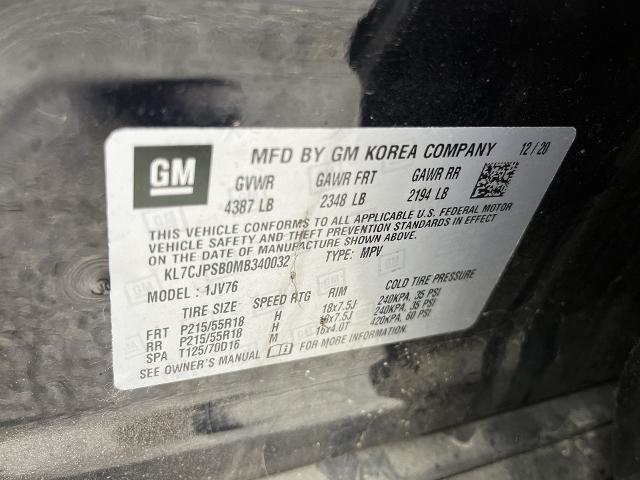 GM MFD BY GM KOREA COMPANY 12/20
GVWR GAWR FRT GAWR RR
4387 LB 2348 LB 2194 LB
THIS VEHICLE CONFORMS TO ALL APPLICABLE U.S. FEDERAL MOTOR
VEHICLE SAFETY AND THEFT PREVENTION STANDARDS IN EFFECT
ON THE DATE OF MANUFACTURE SHOWN ABOVE.
KL7CJPSB0MB340032 TYPE: MPV
MODEL: 1JV76
TIRE SIZE SPEED RTG RIM COLD TIRE PRESSURE
FRT P215/55R18 H 18x7.5J 240KPA, 35 PSI
RR P215/55R18 H 18x7.5J 240KPA, 35 PSI
SPA T125/70D16 M 16x4.0T 420KPA, 60 PSI
SEE OWNER'S MANUAL FOR MORE INFORMATION.